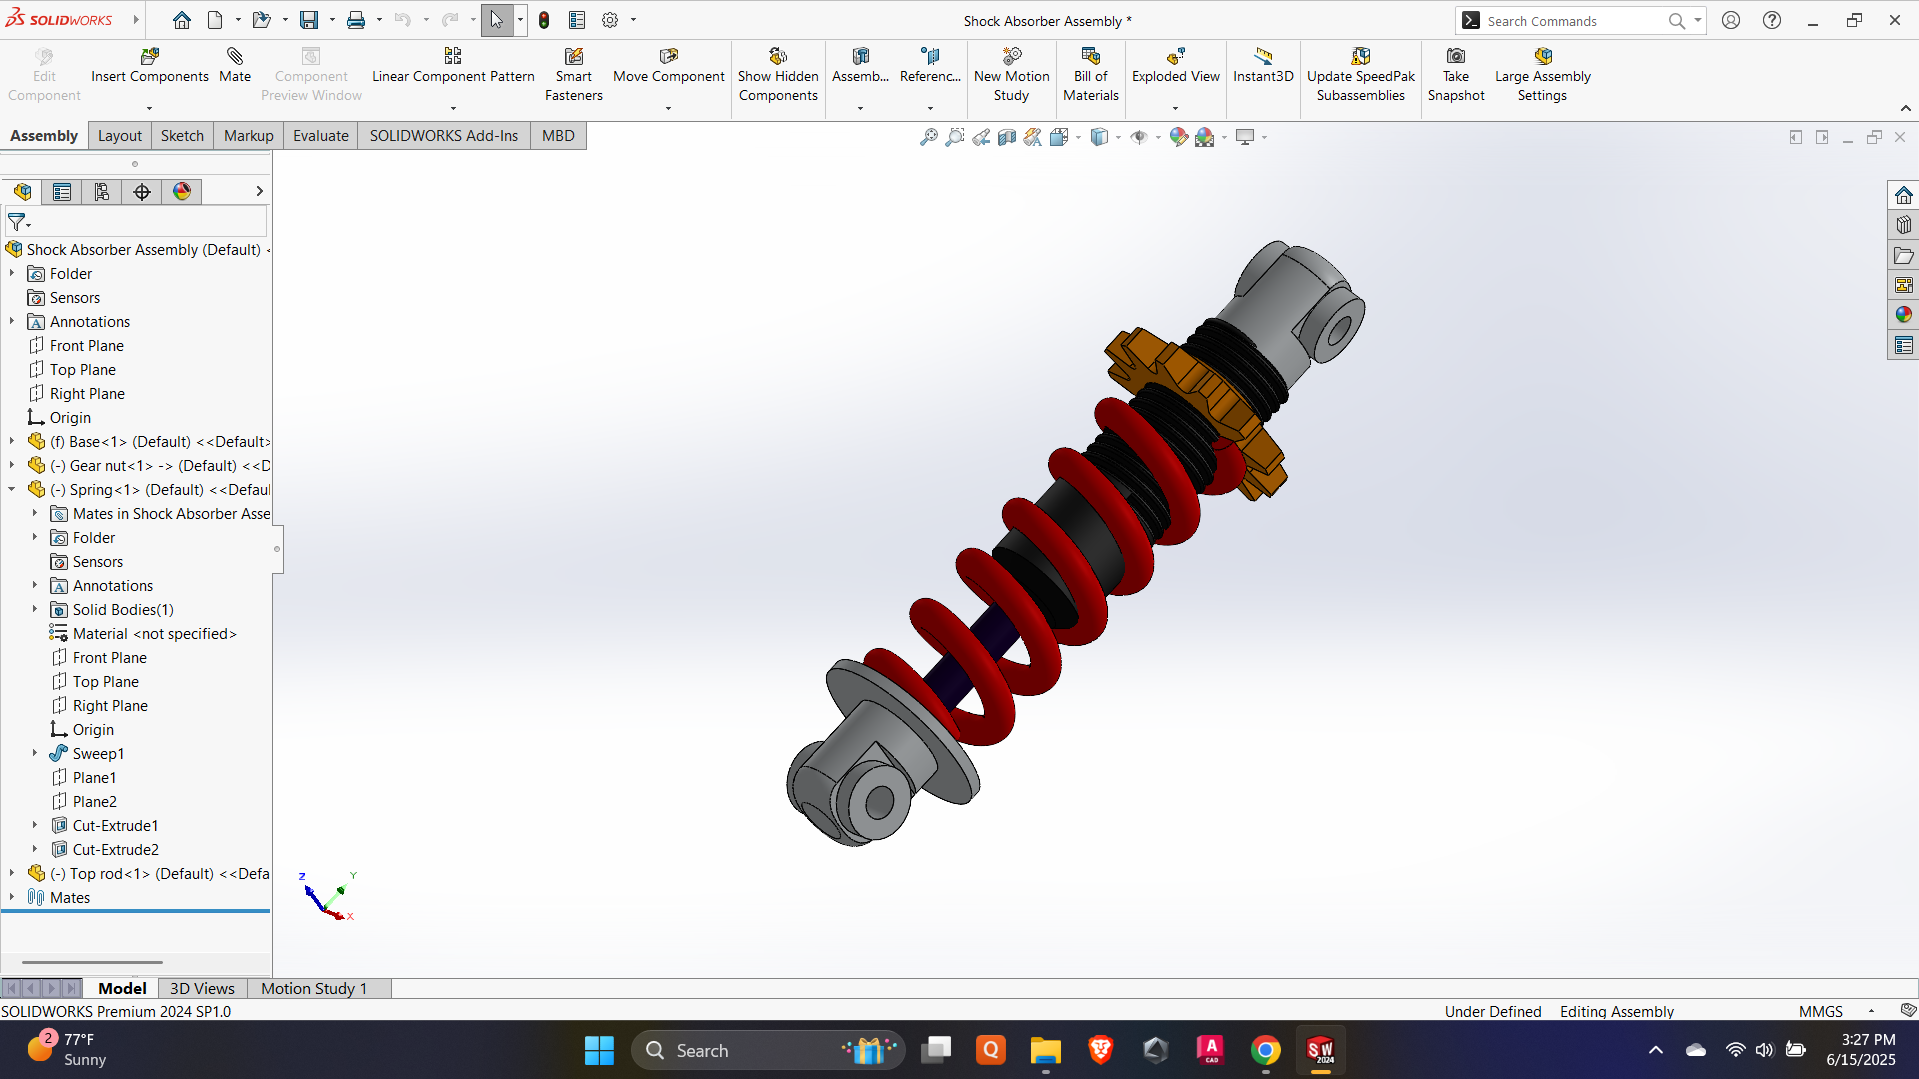 SOLIDWORKS
Shock Absorber Assembly *
Search Commands
Edit Component
Insert Components
Mate
Component Preview Window
Linear Component Pattern
Smart Fasteners
Move Component
Show Hidden Components
Assemb...
Referenc...
New Motion Study
Bill of Materials
Exploded View
Instant3D
Update SpeedPak Subassemblies
Take Snapshot
Large Assembly Settings
Assembly
Layout
Sketch
Markup
Evaluate
SOLIDWORKS Add-Ins
MBD
Shock Absorber Assembly (Default) <
Folder
Sensors
Annotations
Front Plane
Top Plane
Right Plane
Origin
(f) Base<1> (Default) <<Default>
(-) Gear nut<1> -> (Default) <<D
(-) Spring<1> (Default) <<Defaul
Mates in Shock Absorber Asse
Folder
Sensors
Annotations
Solid Bodies(1)
Material <not specified>
Front Plane
Top Plane
Right Plane
Origin
Sweep1
Plane1
Plane2
Cut-Extrude1
Cut-Extrude2
(-) Top rod<1> (Default) <<Defa
Mates
Z
Y
X
Model
3D Views
Motion Study 1
SOLIDWORKS Premium 2024 SP1.0
Under Defined
Editing Assembly
MMGS
2
77°F
Sunny
Search
Q
A
CAD
SW
2024
3:27 PM
6/15/2025